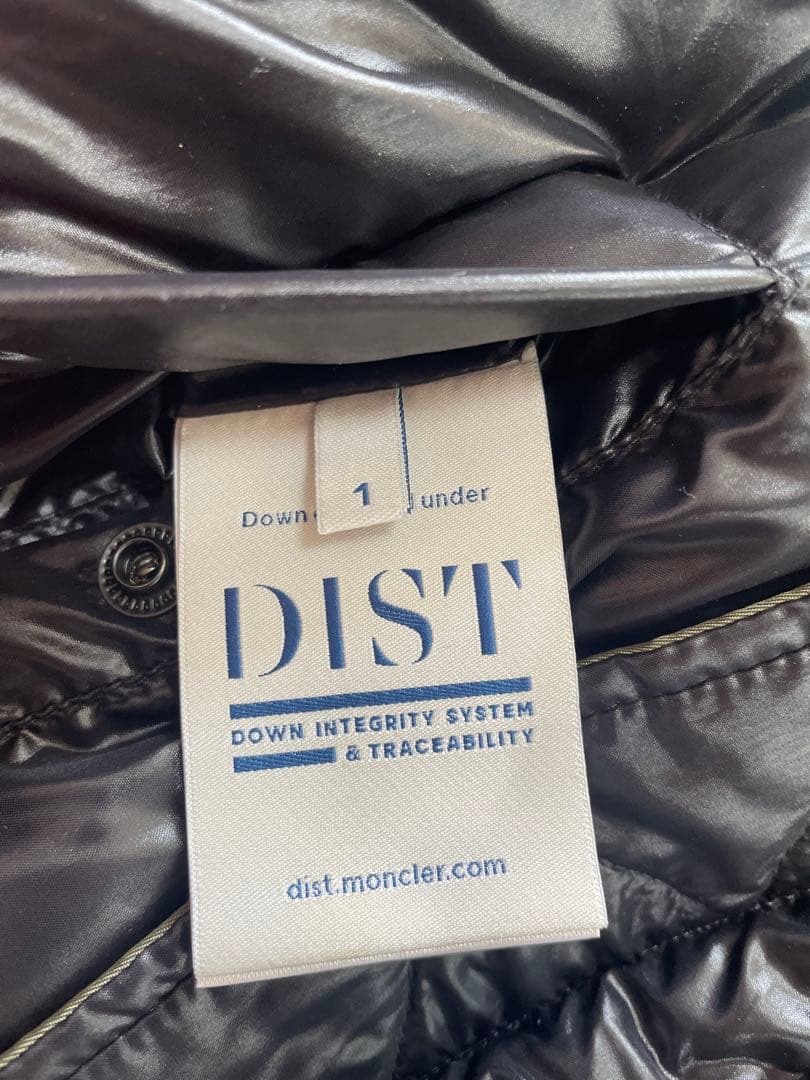 1
Down under
DIST
DOWN INTEGRITY SYSTEM
& TRACEABILITY
dist.moncler.com